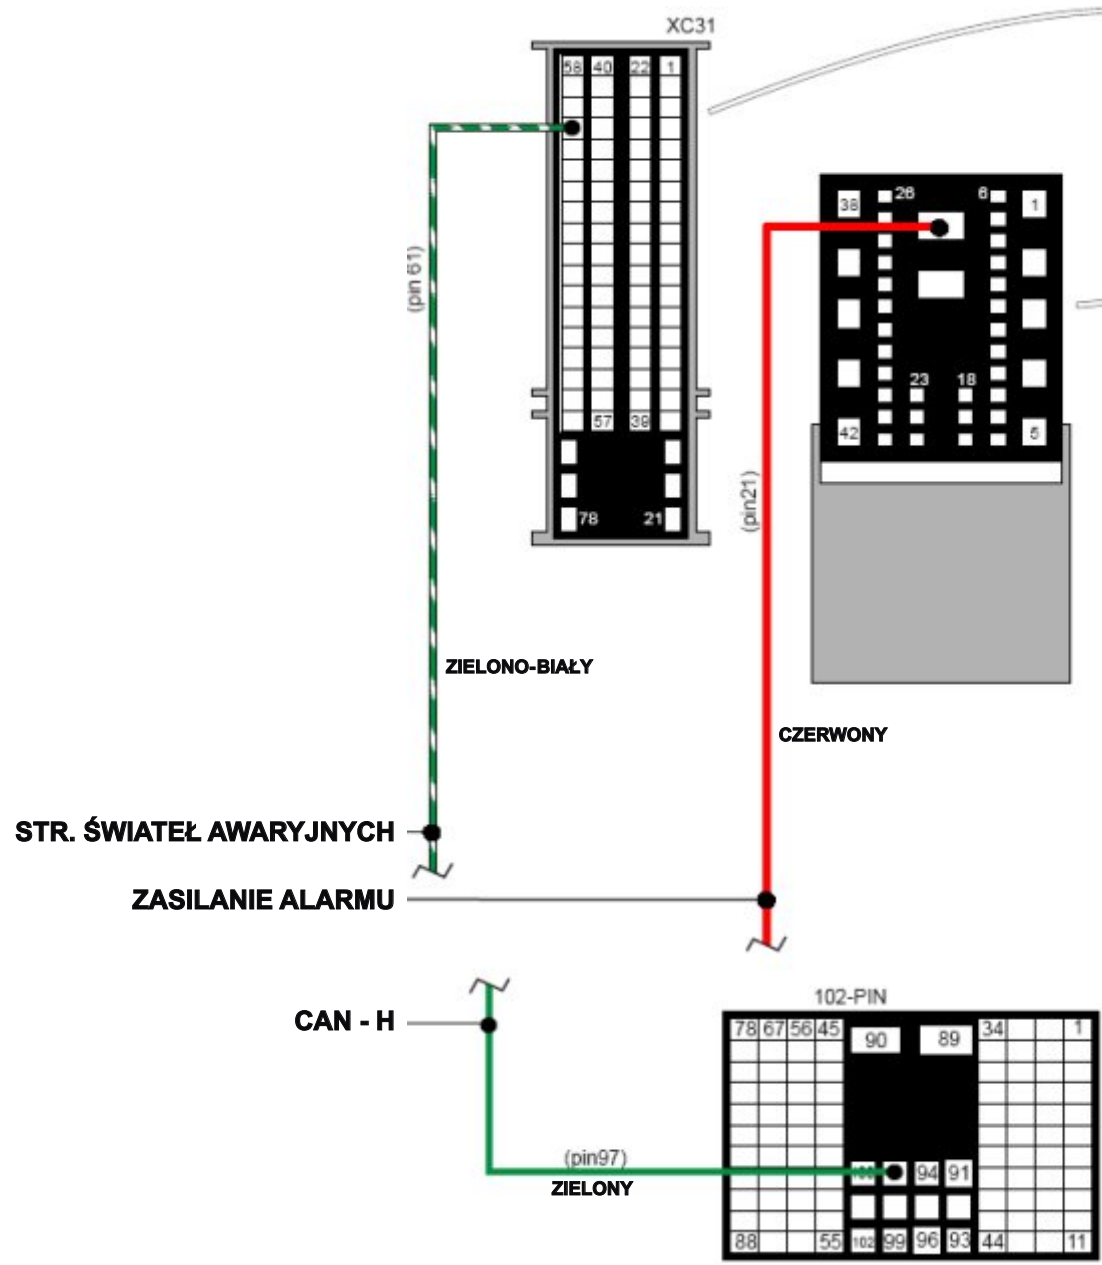 XC31
58 40 22 1
57 39
78 21
(pin 61)
38 26 6 1
23 18
42 5
(pin21)
ZIELONO-BIAŁY
CZERWONY
STR. ŚWIATEŁ AWARYJNYCH
ZASILANIE ALARMU
CAN - H
102-PIN
78 67 56 45 90 89 34 1
(pin97)
ZIELONY
94 91
88 55 102 99 96 93 44 11